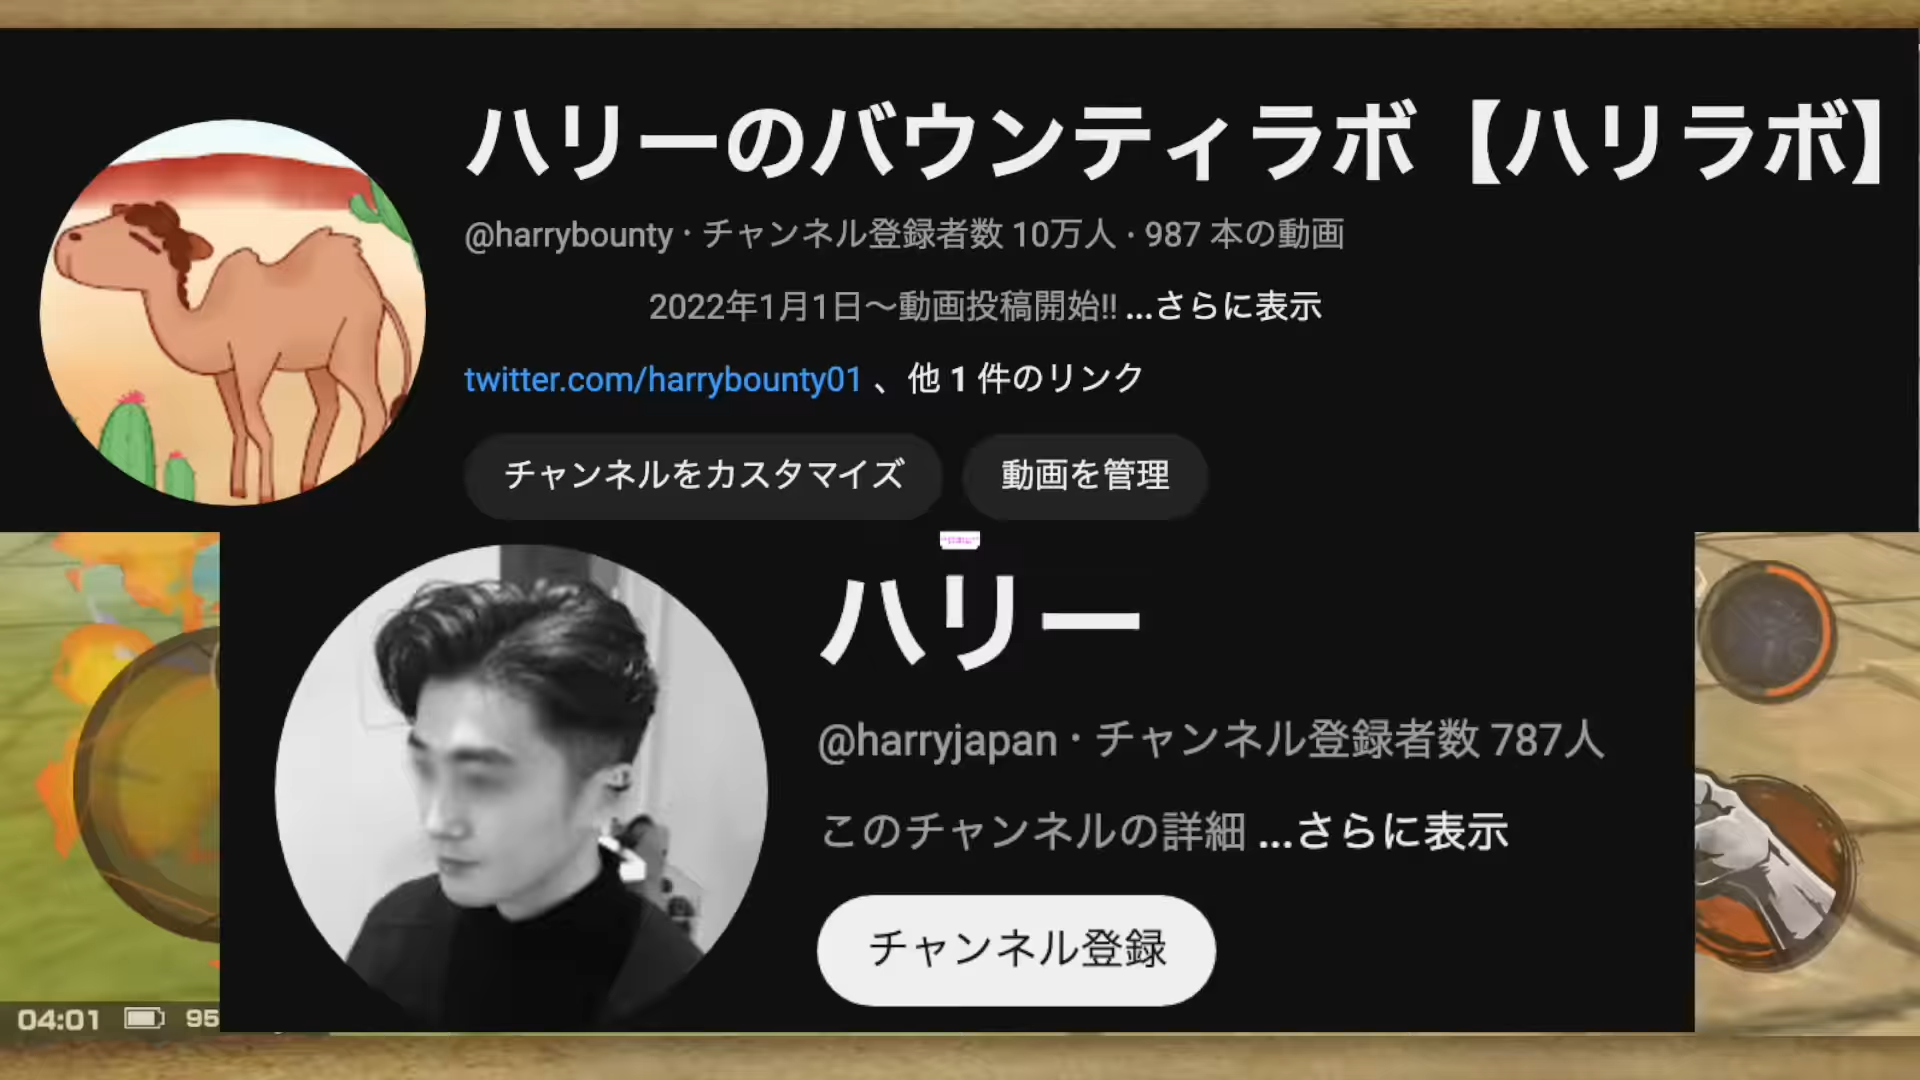 ハリーのバウンティラボ【ハリラボ】
@harrybounty · チャンネル登録者数 10万人 · 987 本の動画
2022年1月1日～動画投稿開始!! ...さらに表示
twitter.com/harrybounty01 、他 1 件のリンク
チャンネルをカスタマイズ 動画を管理
ハリー
@harryjapan · チャンネル登録者数 787人
このチャンネルの詳細 ...さらに表示
チャンネル登録
04:01 95